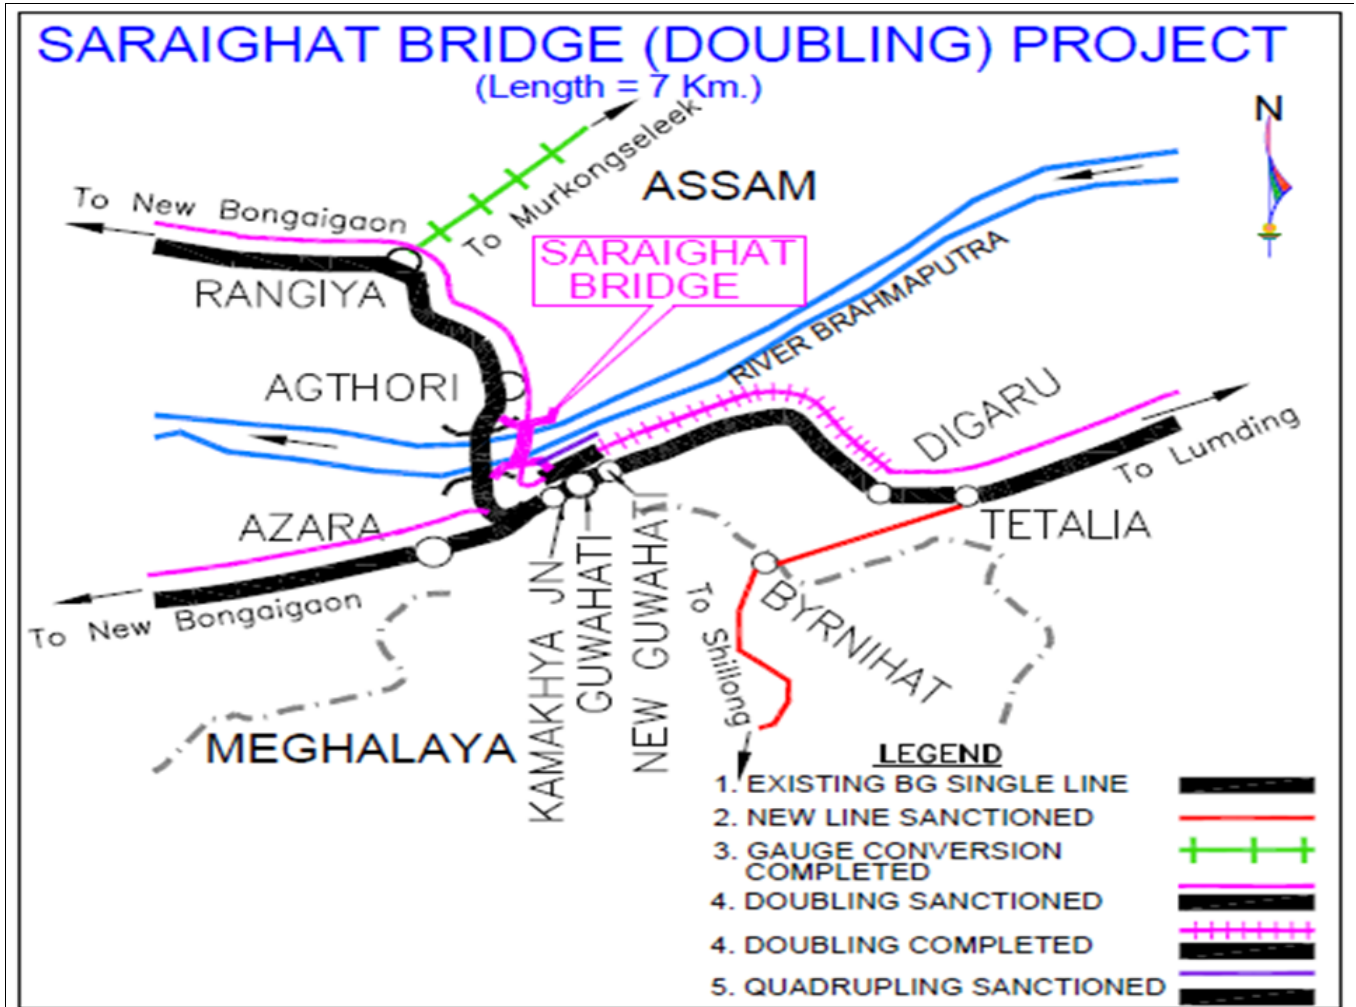 SARAIGHAT BRIDGE (DOUBLING) PROJECT
(Length = 7 Km.)
N
To Murkongseleek
ASSAM
To New Bongaigaon
SARAIGHAT
BRIDGE
RANGIYA
RIVER BRAHMAPUTRA
AGTHORI
DIGARU
To Lumding
AZARA
TETALIA
To New Bongaigaon
KAMAKHYA JN
GUWAHATI
NEW GUWAHATI
To Shillong
BYRNIHAT
MEGHALAYA
LEGEND
1. EXISTING BG SINGLE LINE
2. NEW LINE SANCTIONED
3. GAUGE CONVERSION
COMPLETED
4. DOUBLING SANCTIONED
4. DOUBLING COMPLETED
5. QUADRUPLING SANCTIONED